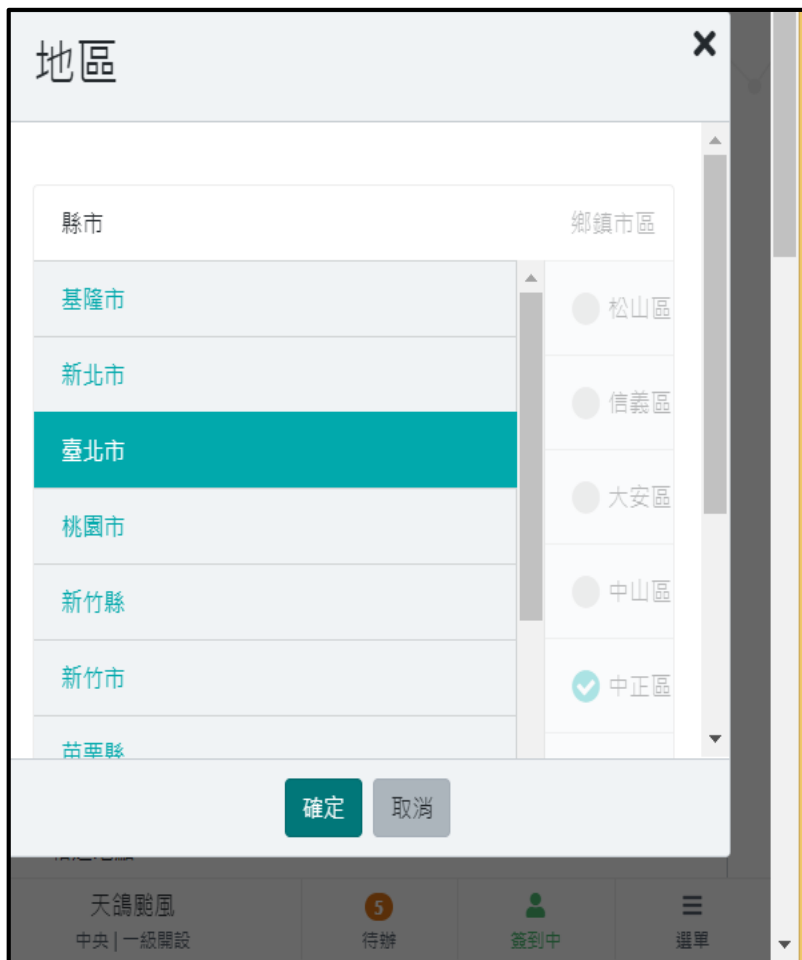 地區
縣市
鄉鎮市區
基隆市
松山區
新北市
信義區
臺北市
大安區
桃園市
中山區
新竹縣
新竹市
中正區
苗栗縣
確定
取消
天鴿颱風
中央|一級開設
5
待辦
簽到中
選單